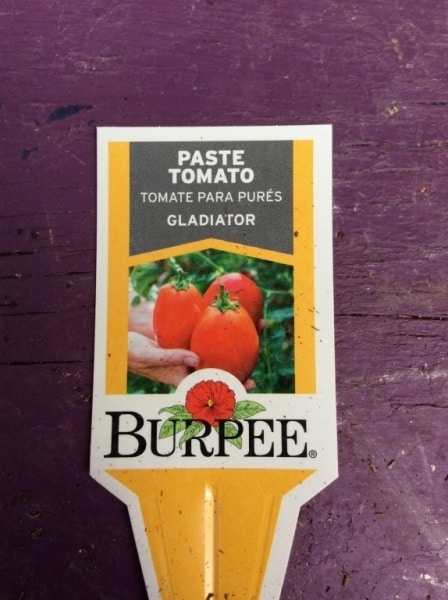 PASTE
TOMATO
TOMATE PARA PURÉS
GLADIATOR
BURPEE®